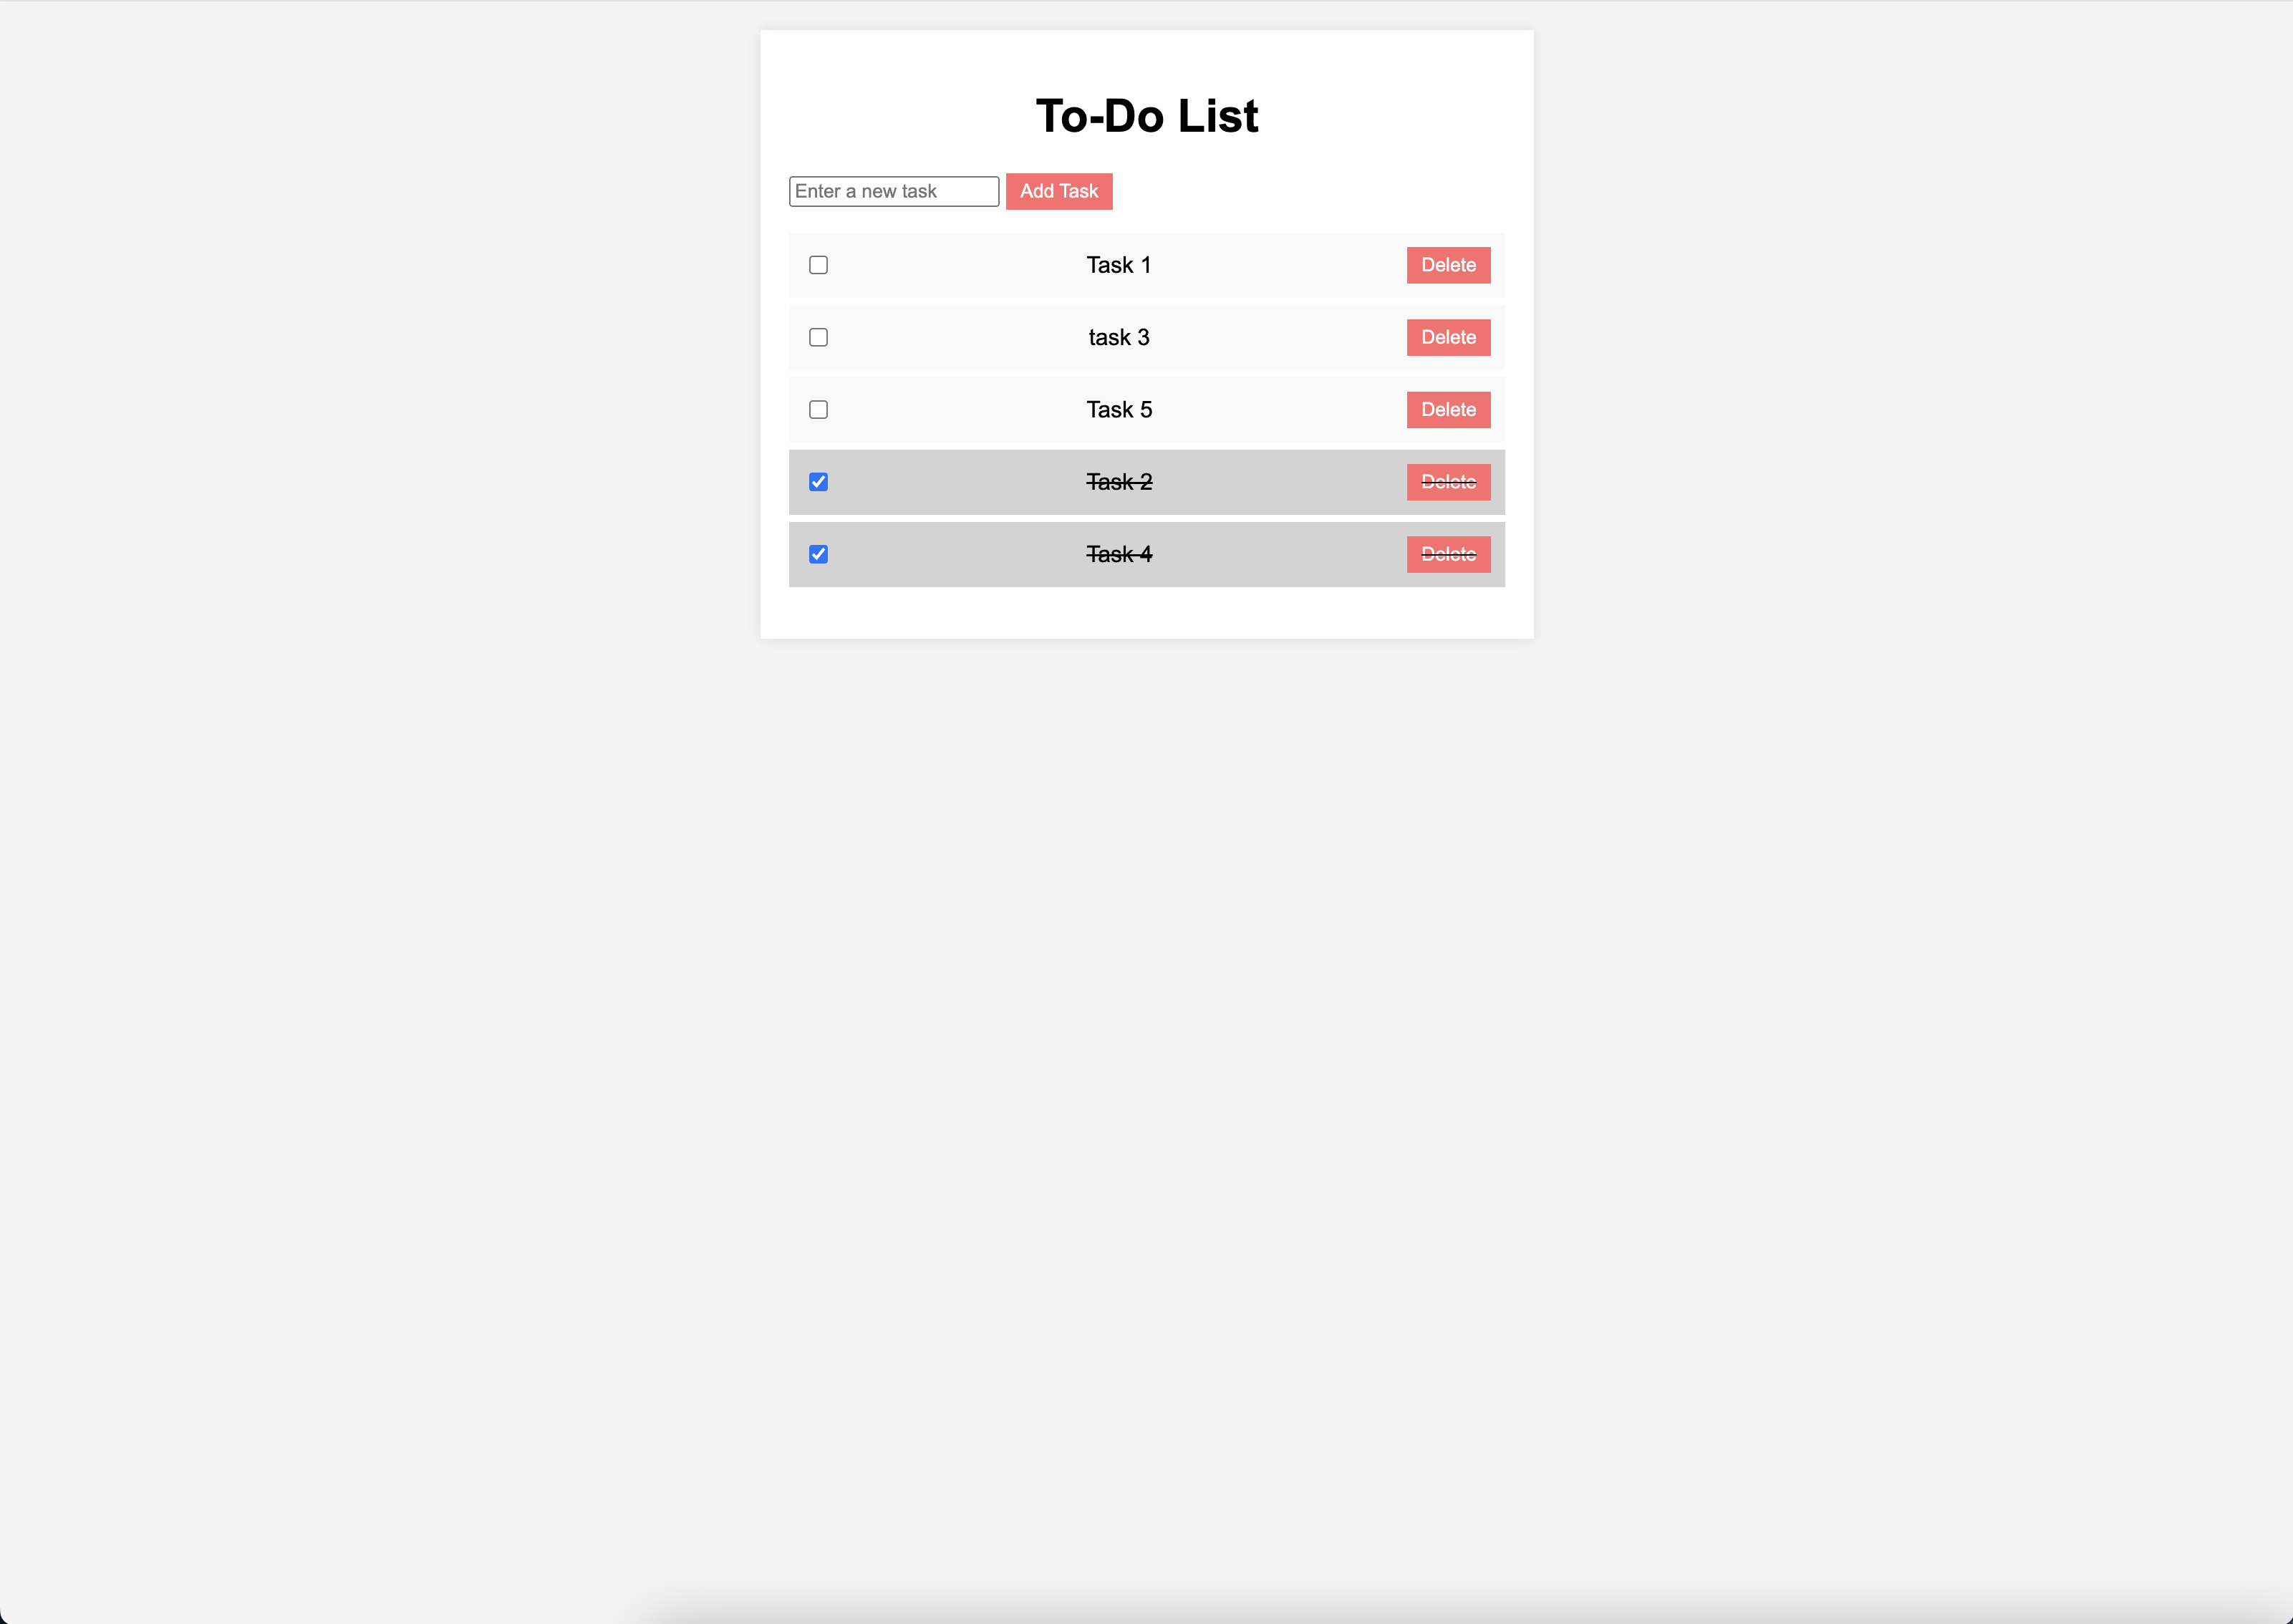 To-Do List
Enter a new task Add Task
Task 1 Delete
task 3 Delete
Task 5 Delete
Task 2 Delete
Task 4 Delete